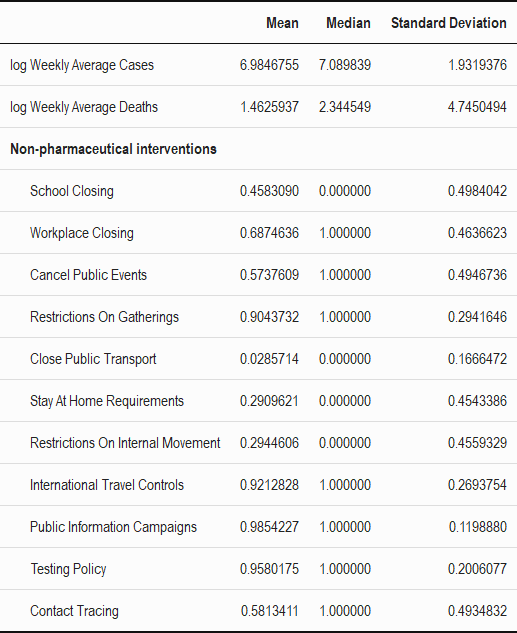 Mean Median Standard Deviation
log Weekly Average Cases 6.9846755 7.089839 1.9319376
log Weekly Average Deaths 1.4625937 2.344549 4.7450494
Non-pharmaceutical interventions
School Closing 0.4583090 0.000000 0.4984042
Workplace Closing 0.6874636 1.000000 0.4636623
Cancel Public Events 0.5737609 1.000000 0.4946736
Restrictions On Gatherings 0.9043732 1.000000 0.2941646
Close Public Transport 0.0285714 0.000000 0.1666472
Stay At Home Requirements 0.2909621 0.000000 0.4543386
Restrictions On Internal Movement 0.2944606 0.000000 0.4559329
International Travel Controls 0.9212828 1.000000 0.2693754
Public Information Campaigns 0.9854227 1.000000 0.1198880
Testing Policy 0.9580175 1.000000 0.2006077
Contact Tracing 0.5813411 1.000000 0.4934832